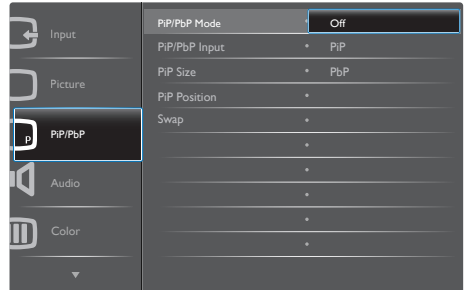 Input
Picture
P
PiP/PbP
Audio
Color
PiP/PbP Mode
Off
PiP/PbP Input
PiP
PiP Size
PbP
PiP Position
Swap